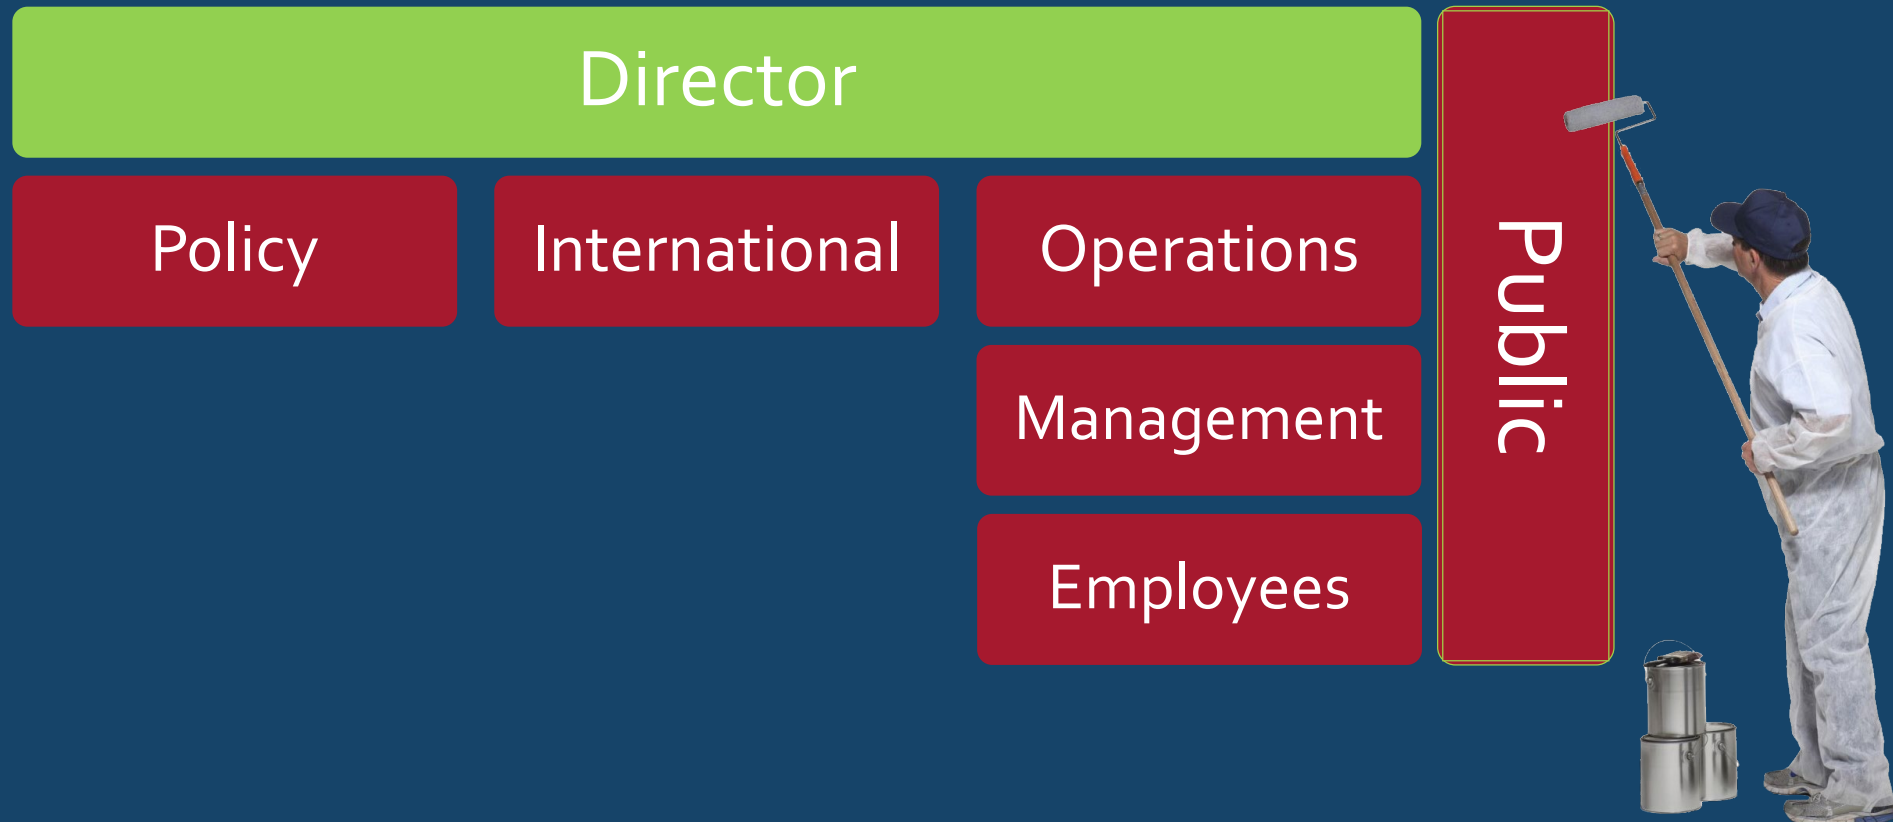 Director
Policy
International
Operations
Management
Employees
Public